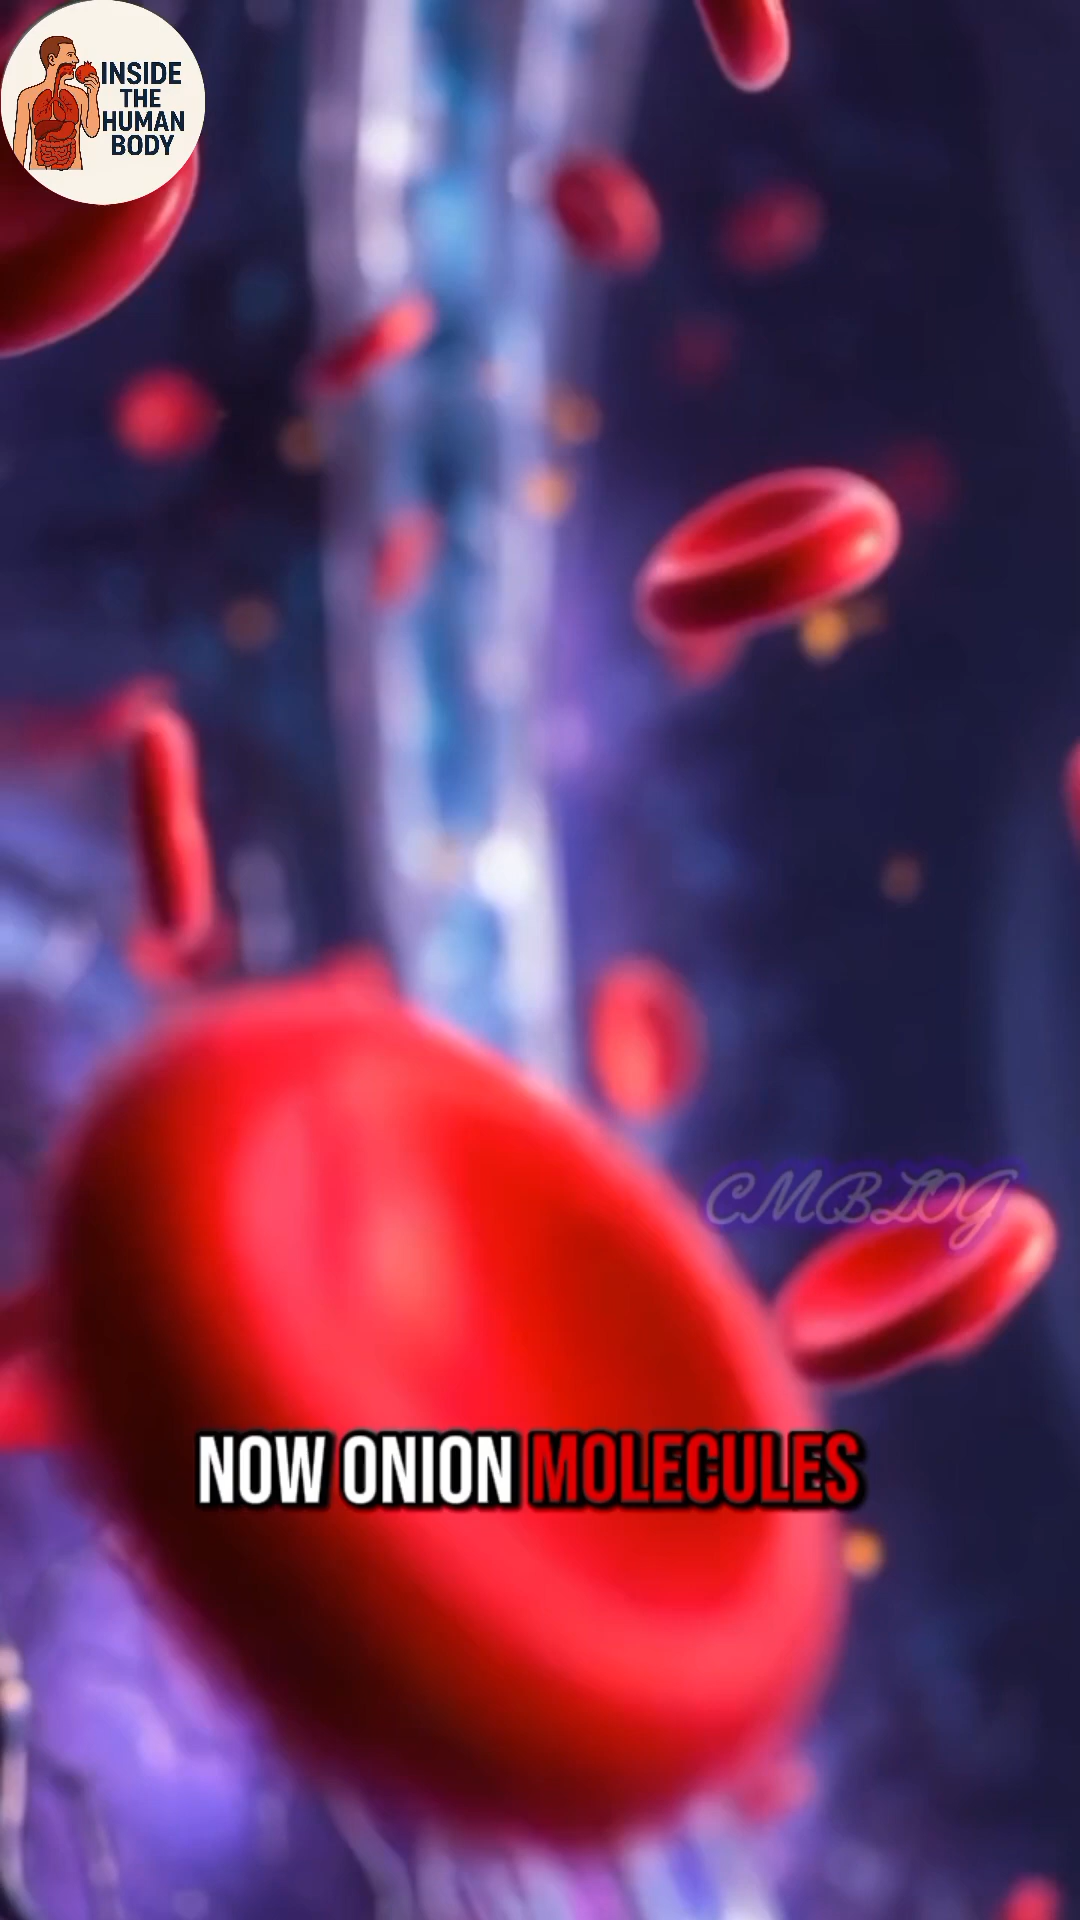 INSIDE
THE
HUMAN
BODY
CMBLOG
NOW ONION MOLECULES